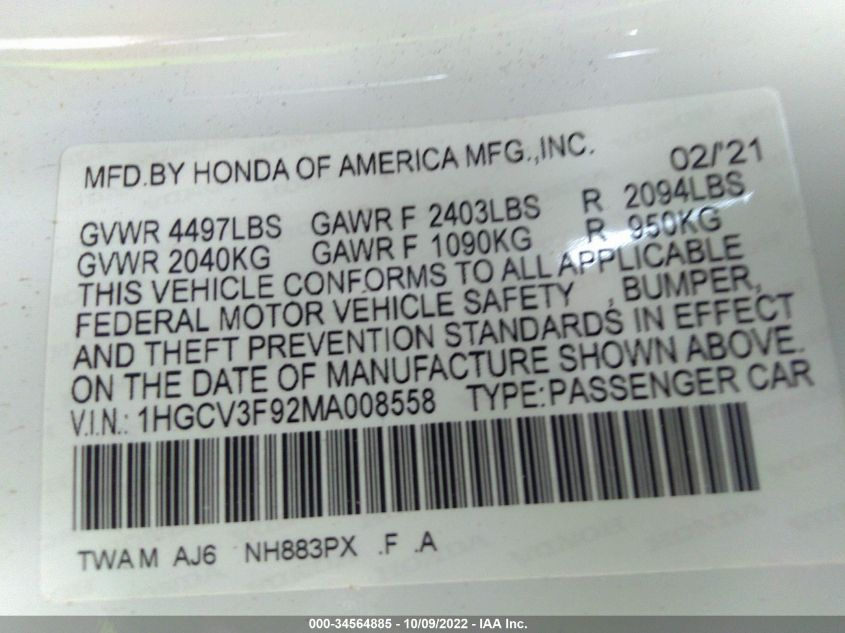 MFD.BY HONDA OF AMERICA MFG.,INC. 02/'21
GVWR 4497LBS GAWR F 2403LBS R 2094LBS
GVWR 2040KG GAWR F 1090KG R 950KG
THIS VEHICLE CONFORMS TO ALL APPLICABLE
FEDERAL MOTOR VEHICLE SAFETY , BUMPER,
AND THEFT PREVENTION STANDARDS IN EFFECT
ON THE DATE OF MANUFACTURE SHOWN ABOVE.
V.I.N.: 1HGCV3F92MA008558 TYPE:PASSENGER CAR
TWAM AJ6 NH883PX .F .A
000-34564885 - 10/09/2022 - IAA Inc.